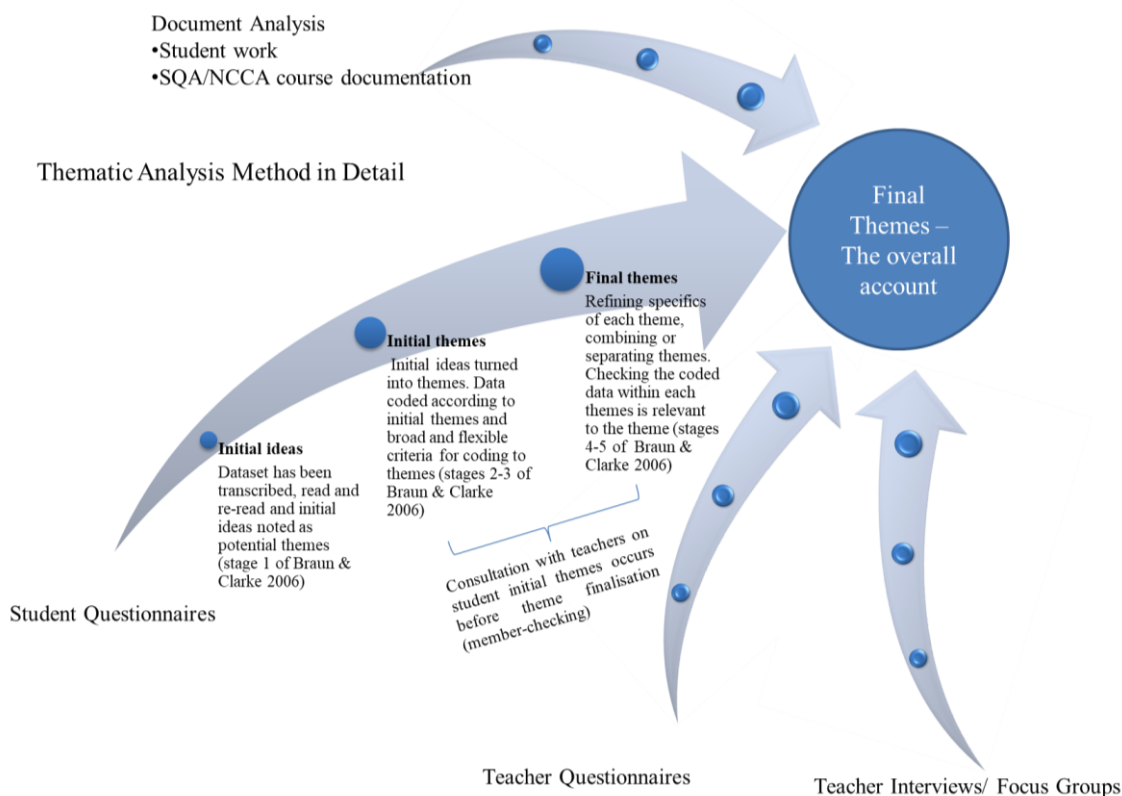 Document Analysis
•Student work
•SQA/NCCA course documentation
Thematic Analysis Method in Detail
Final
Themes –
The overall
account
Final themes
Refining specifics
of each theme,
combining or
separating themes.
Checking the coded
data within each
themes is relevant
to the theme (stages
4-5 of Braun &
Clarke 2006)
Initial themes
Initial ideas turned
into themes. Data
coded according to
initial themes and
broad and flexible
criteria for coding to
themes (stages 2-3 of
Braun & Clarke
2006)
Initial ideas
Dataset has been
transcribed, read and
re-read and initial
ideas noted as
potential themes
(stage 1 of Braun &
Clarke 2006)
Consultation with teachers on
student initial themes occurs
before theme finalisation
(member-checking)
Student Questionnaires
Teacher Questionnaires
Teacher Interviews/ Focus Groups